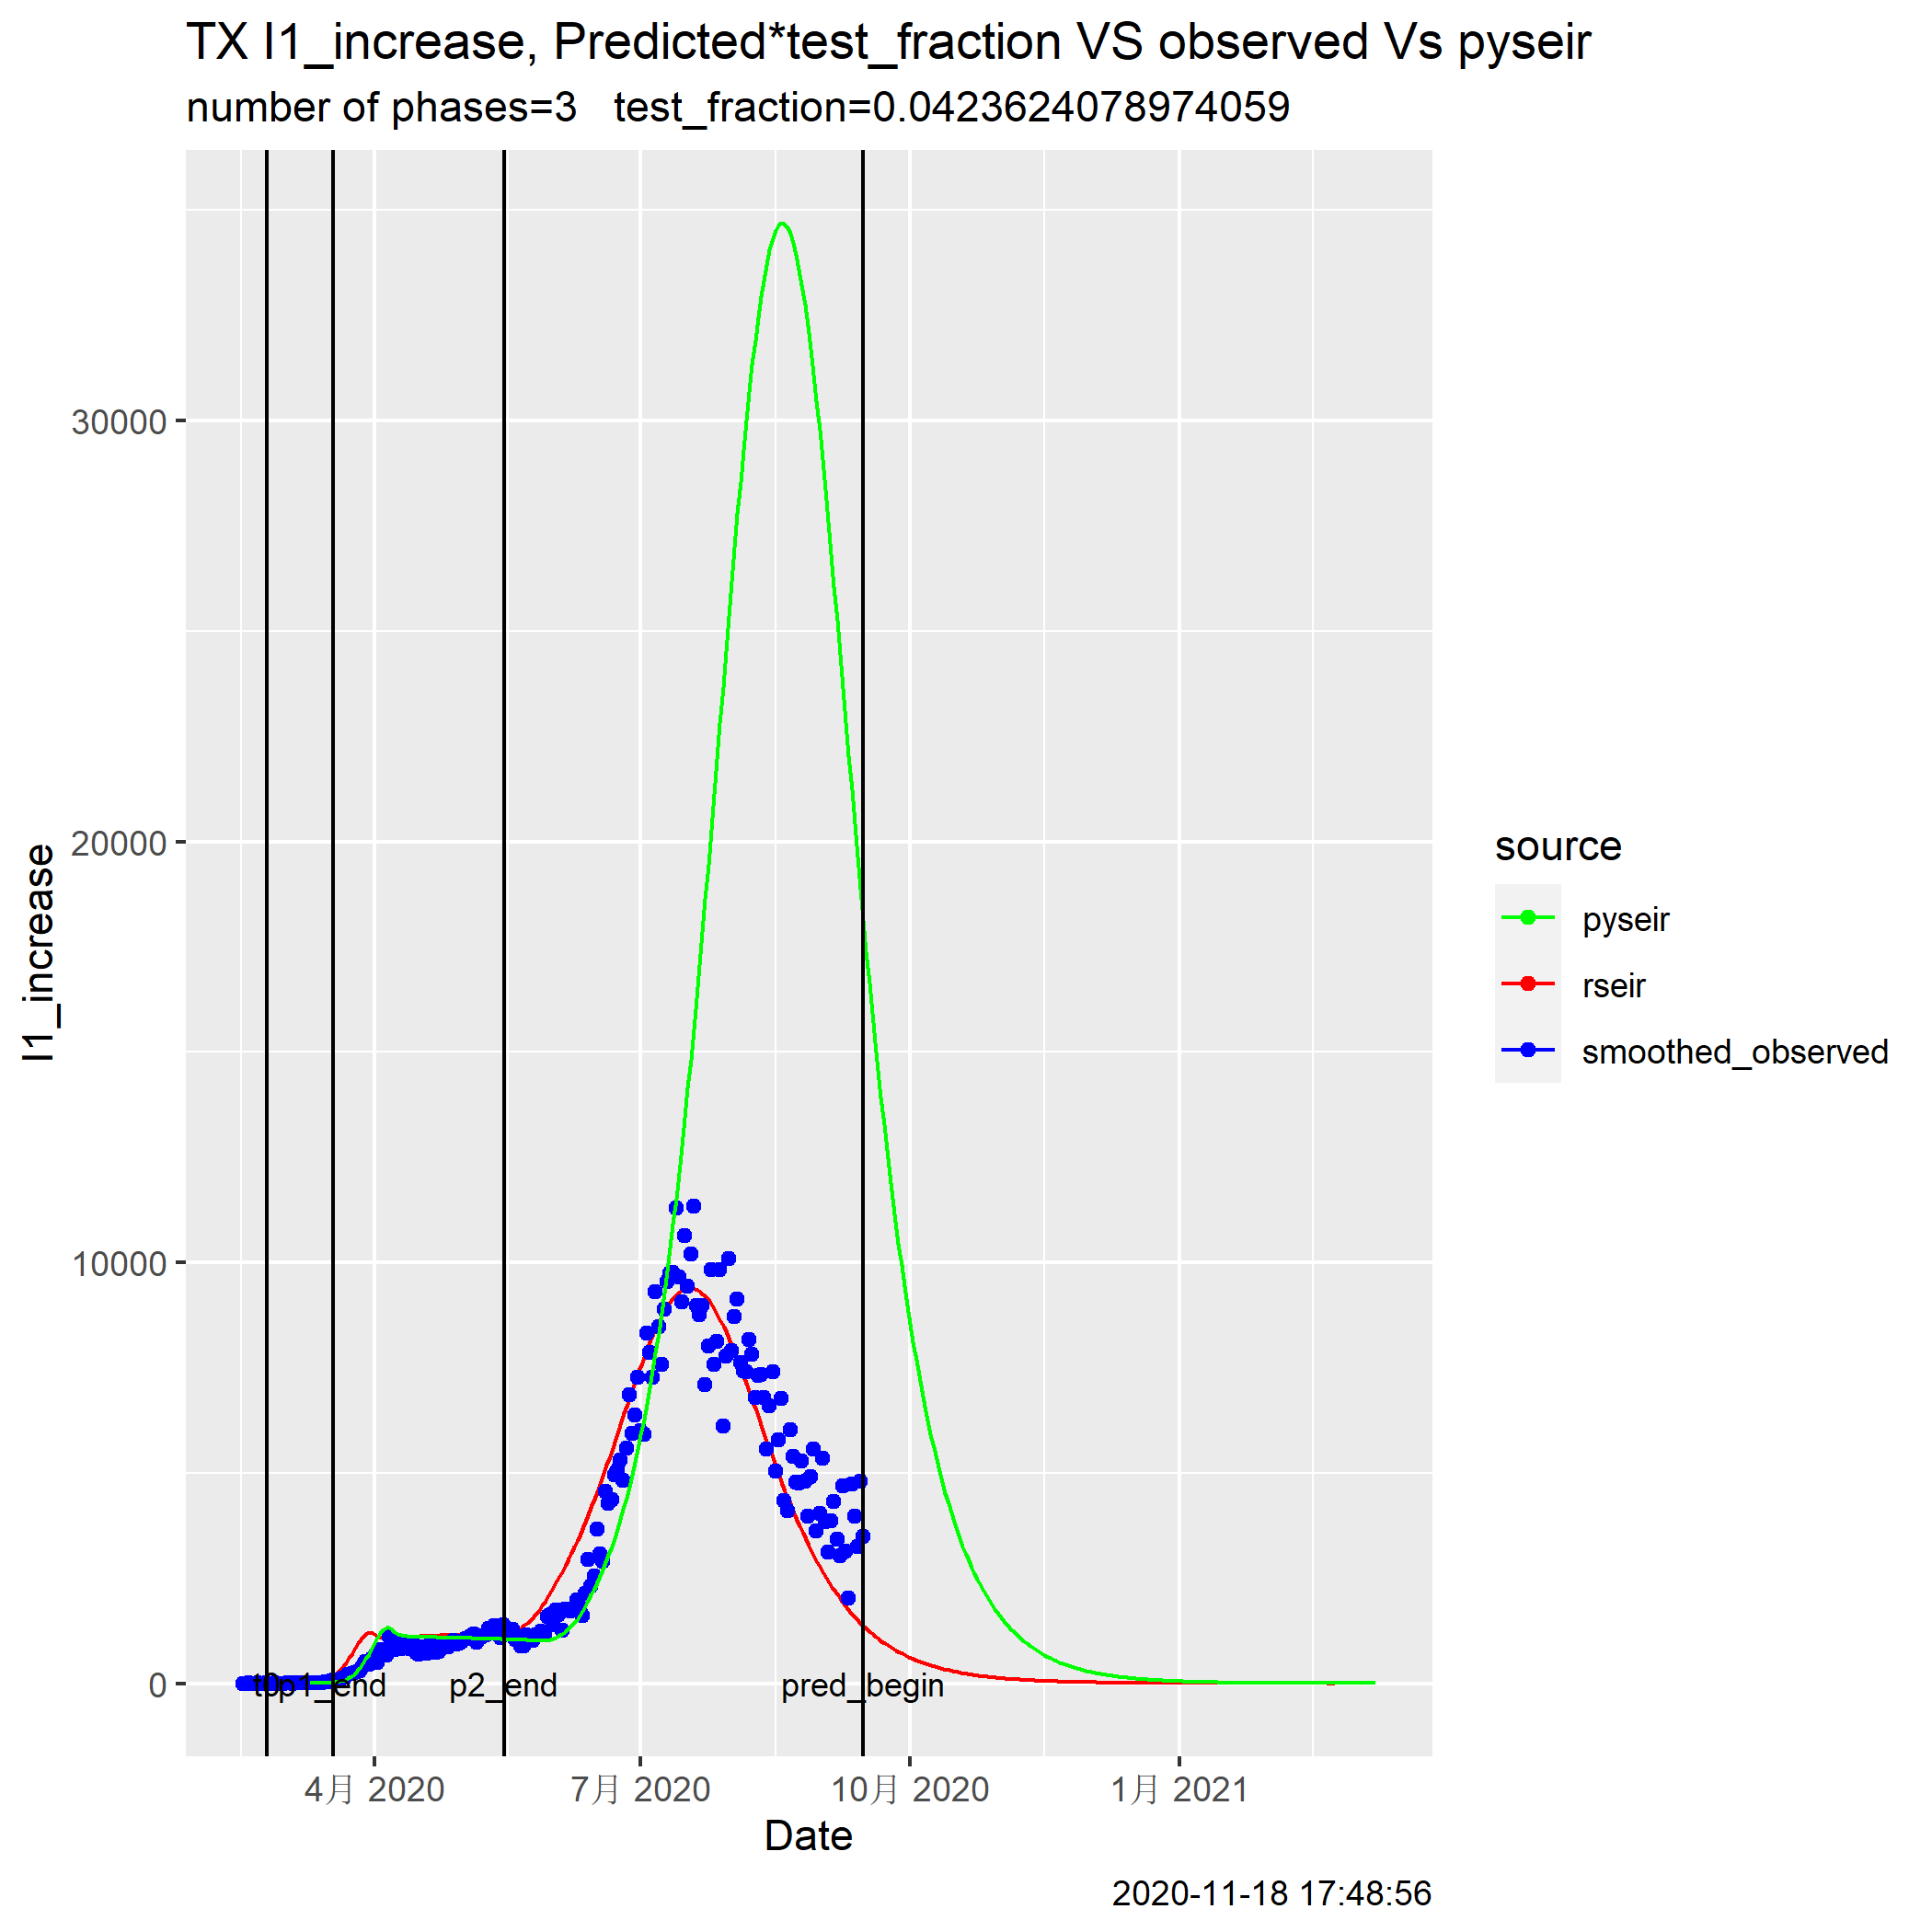 TX I1_increase, Predicted*test_fraction VS observed Vs pyseir
number of phases=3   test_fraction=0.0423624078974059
30000
20000
10000
0
I1_increase
t0
p1_end
p2_end
pred_begin
4月 2020
7月 2020
10月 2020
1月 2021
Date
source
pyseir
rseir
smoothed_observed
2020-11-18 17:48:56